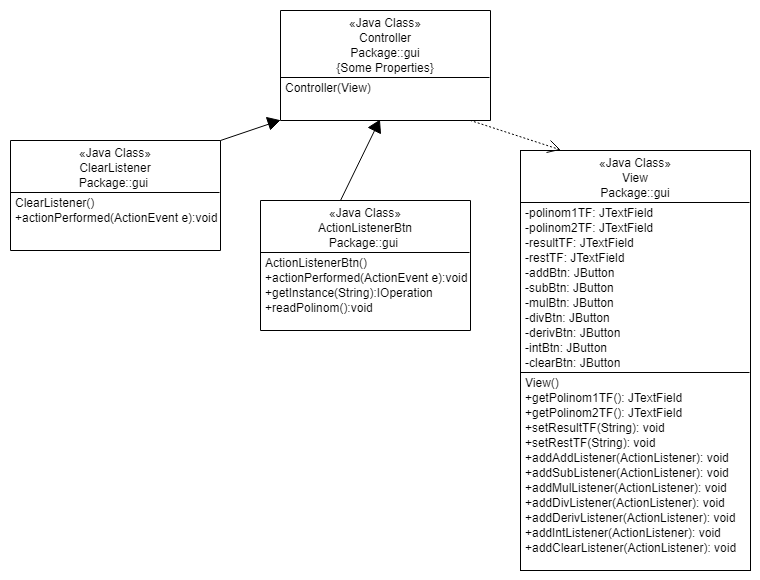 «Java Class»
Controller
Package::gui
{Some Properties}
Controller(View)
«Java Class»
ClearListener
Package::gui
ClearListener()
+actionPerformed(ActionEvent e):void
«Java Class»
ActionListenerBtn
Package::gui
ActionListenerBtn()
+actionPerformed(ActionEvent e):void
+getInstance(String):IOperation
+readPolinom():void
«Java Class»
View
Package::gui
-polinom1TF: JTextField
-polinom2TF: JTextField
-resultTF: JTextField
-restTF: JTextField
-addBtn: JButton
-subBtn: JButton
-mulBtn: JButton
-divBtn: JButton
-derivBtn: JButton
-intBtn: JButton
-clearBtn: JButton
View()
+getPolinom1TF(): JTextField
+getPolinom2TF(): JTextField
+setResultTF(String): void
+setRestTF(String): void
+addAddListener(ActionListener): void
+addSubListener(ActionListener): void
+addMulListener(ActionListener): void
+addDivListener(ActionListener): void
+addDerivListener(ActionListener): void
+addIntListener(ActionListener): void
+addClearListener(ActionListener): void